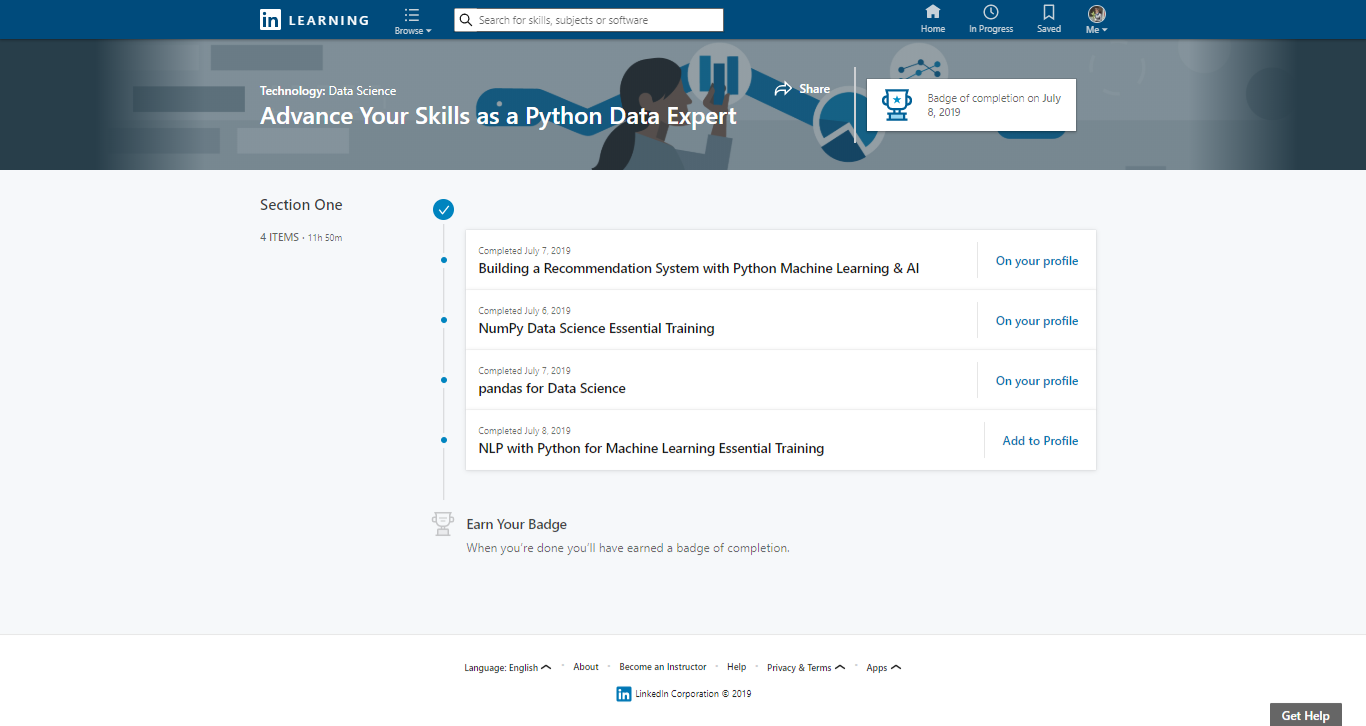 in LEARNING
Browse
Search for skills, subjects or software
Home
In Progress
Saved
Me
Technology: Data Science
Advance Your Skills as a Python Data Expert
Share
Badge of completion on July
8, 2019
Section One
4 ITEMS · 11h 50m
Completed July 7, 2019
Building a Recommendation System with Python Machine Learning & AI
On your profile
Completed July 6, 2019
NumPy Data Science Essential Training
On your profile
Completed July 7, 2019
pandas for Data Science
On your profile
Completed July 8, 2019
NLP with Python for Machine Learning Essential Training
Add to Profile
Earn Your Badge
When you're done you'll have earned a badge of completion.
Language: English · About · Become an Instructor · Help · Privacy & Terms · Apps
in LinkedIn Corporation © 2019
Get Help